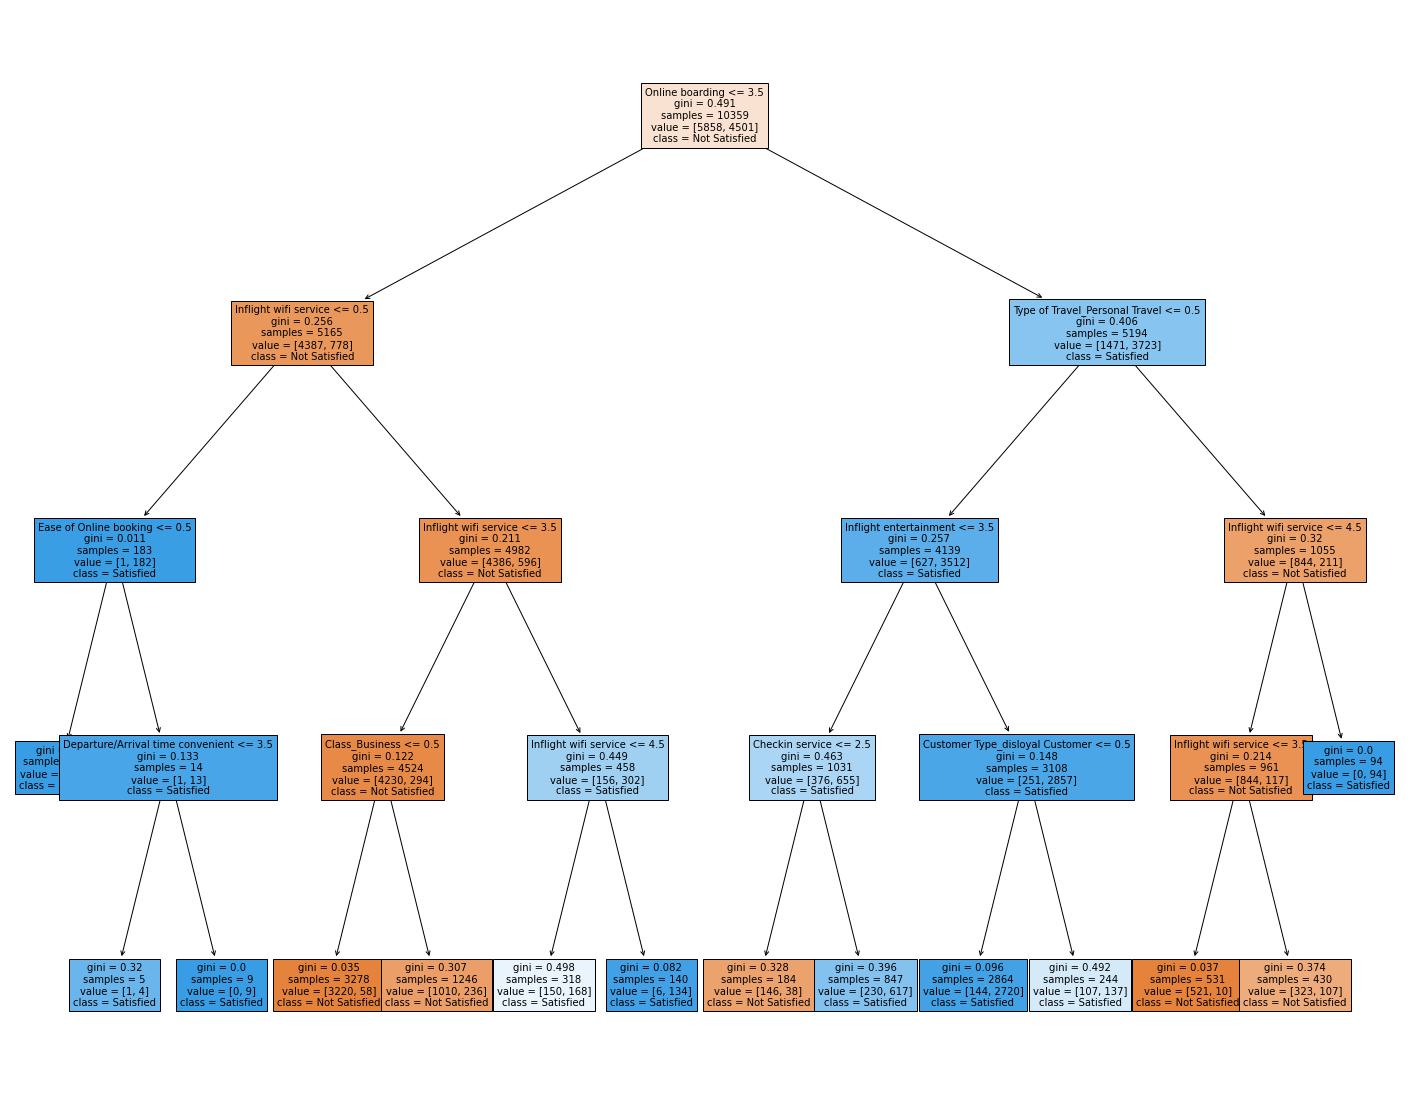 Online boarding <= 3.5
gini = 0.491
samples = 10359
value = [5858, 4501]
class = Not Satisfied
Inflight wifi service <= 0.5
gini = 0.256
samples = 5165
value = [4387, 778]
class = Not Satisfied
Type of Travel_Personal Travel <= 0.5
gini = 0.406
samples = 5194
value = [1471, 3723]
class = Satisfied
Ease of Online booking <= 0.5
gini = 0.011
samples = 183
value = [1, 182]
class = Satisfied
Inflight wifi service <= 3.5
gini = 0.211
samples = 4982
value = [4386, 596]
class = Not Satisfied
Inflight entertainment <= 3.5
gini = 0.257
samples = 4139
value = [627, 3512]
class = Satisfied
Inflight wifi service <= 4.5
gini = 0.32
samples = 1055
value = [844, 211]
class = Not Satisfied
gini
value =
class =
Departure/Arrival time convenient <= 3.5
gini = 0.133
samples = 14
value = [1, 13]
class = Satisfied
Class_Business <= 0.5
gini = 0.122
samples = 4524
value = [4230, 294]
class = Not Satisfied
Inflight wifi service <= 4.5
gini = 0.449
samples = 458
value = [156, 302]
class = Satisfied
Checkin service <= 2.5
gini = 0.463
samples = 1031
value = [376, 655]
class = Satisfied
Customer Type_disloyal Customer <= 0.5
gini = 0.148
samples = 3108
value = [251, 2857]
class = Satisfied
Inflight wifi service <= 3.5
gini = 0.214
samples = 961
value = [844, 117]
class = Not Satisfied
gini = 0.0
samples = 94
value = [0, 94]
class = Satisfied
gini = 0.32
samples = 5
value = [1, 4]
class = Satisfied
gini = 0.0
samples = 9
value = [0, 9]
class = Satisfied
gini = 0.035
samples = 3278
value = [3220, 58]
class = Not Satisfied
gini = 0.307
samples = 1246
value = [1010, 236]
class = Not Satisfied
gini = 0.498
samples = 318
value = [150, 168]
class = Satisfied
gini = 0.082
samples = 140
value = [6, 134]
class = Satisfied
gini = 0.328
samples = 184
value = [146, 38]
class = Not Satisfied
gini = 0.396
samples = 847
value = [230, 617]
class = Satisfied
gini = 0.096
samples = 2864
value = [144, 2720]
class = Satisfied
gini = 0.492
samples = 244
value = [107, 137]
class = Satisfied
gini = 0.037
samples = 531
value = [521, 10]
class = Not Satisfied
gini = 0.374
samples = 430
value = [323, 107]
class = Not Satisfied